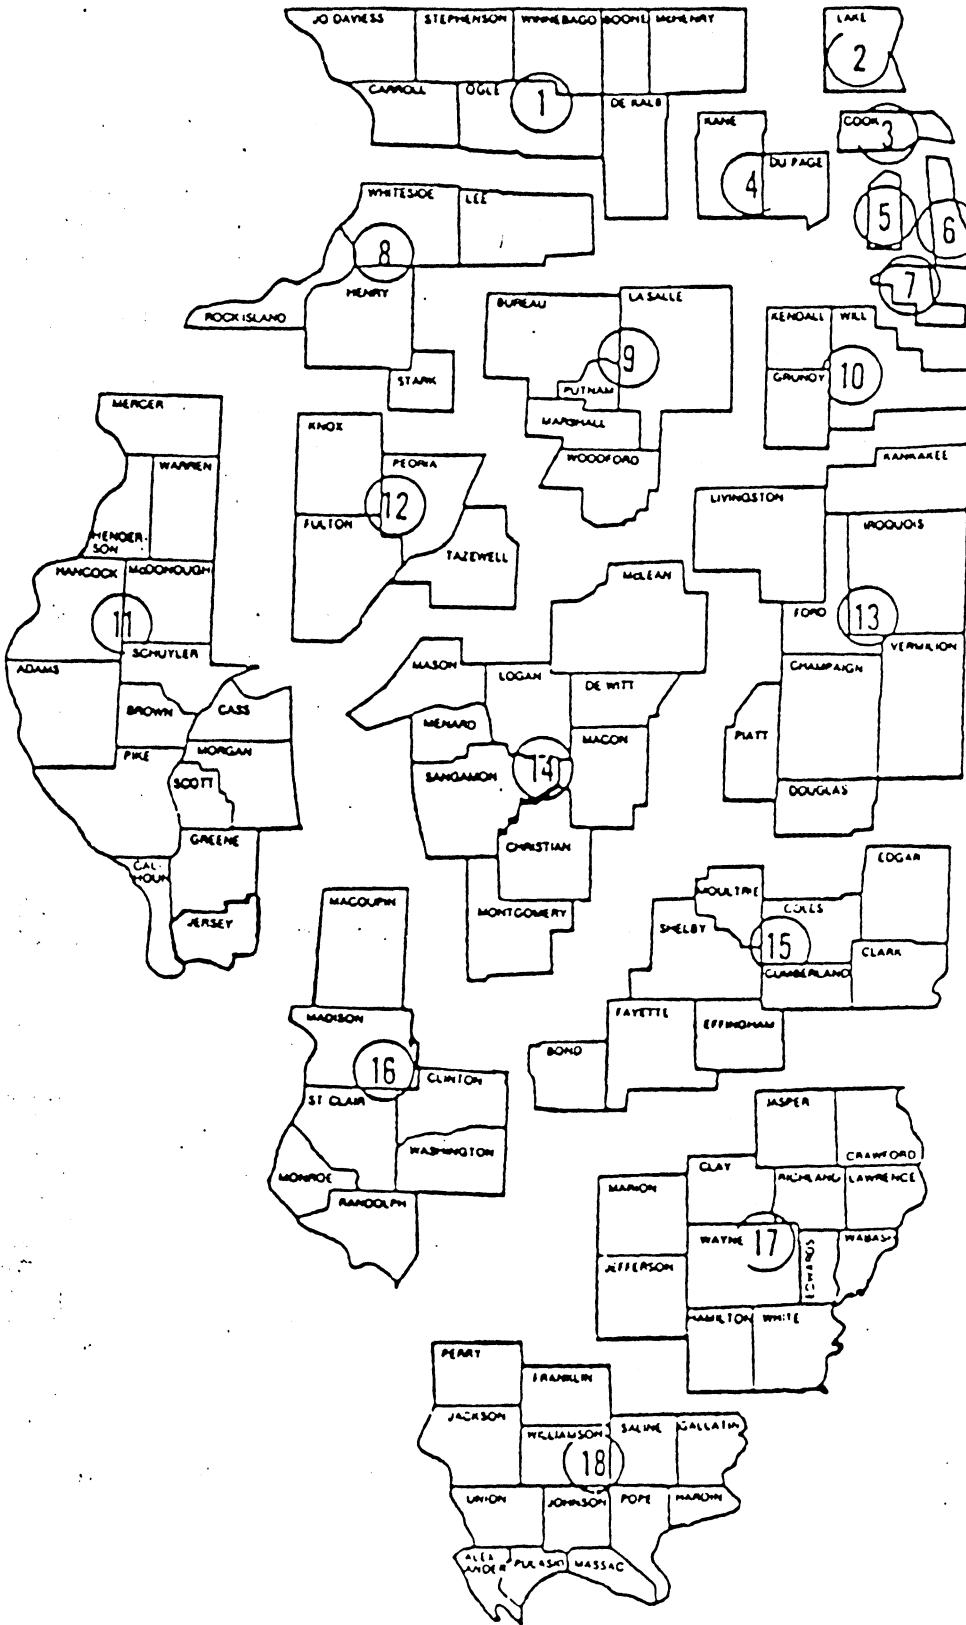 JO DAVIESS STEPHENSON WINNEBAGO BOONE McHENRY
LAKE
2
CARROLL OGLE
1
DE KALB
KANE
COOK
3
DU PAGE
4
WHITESIDE LEE
5
6
8
HENRY
7
ROCK ISLAND
BUREAU LA SALLE
KENDALL WILL
9
STARK
PUTNAM
GRUNDY
10
MERCER
KNOX
MARSHALL
WARREN
PEORIA
WOODFORD
KANKAKEE
LIVINGSTON
12
FULTON
IROQUOIS
HENDER-
SON
TAZEWELL
HANCOCK McDONOUGH
McLEAN
11
FORD
13
SCHUYLER
ADAMS
MASON
LOGAN
CHAMPAIGN
VERMILION
DE WITT
BROWN
CASS
MENARD
MACON
PIATT
PIKE
MORGAN
SANGAMON
14
SCOTT
DOUGLAS
GREENE
CHRISTIAN
CAL-
HOUN
EDGAR
MOULTRIE
MACOUPIN
JERSEY
MONTGOMERY
COLES
SHELBY
15
CLARK
CUMBERLAND
MADISON
FAYETTE
EFFINGHAM
BOND
16
CLINTON
ST CLAIR
JASPER
WASHINGTON
CRAWFORD
CLAY
MONROE
RICHLAND LAWRENCE
MARION
RANDOLPH
WAYNE
17
WABASH
JEFFERSON
EDWARDS
HAMILTON WHITE
PERRY
FRANKLIN
JACKSON
WILLIAMSON
SALINE GALLATIN
18
UNION
JOHNSON
POPE
HARDIN
ALEX
ANDER
PULASKI MASSAC